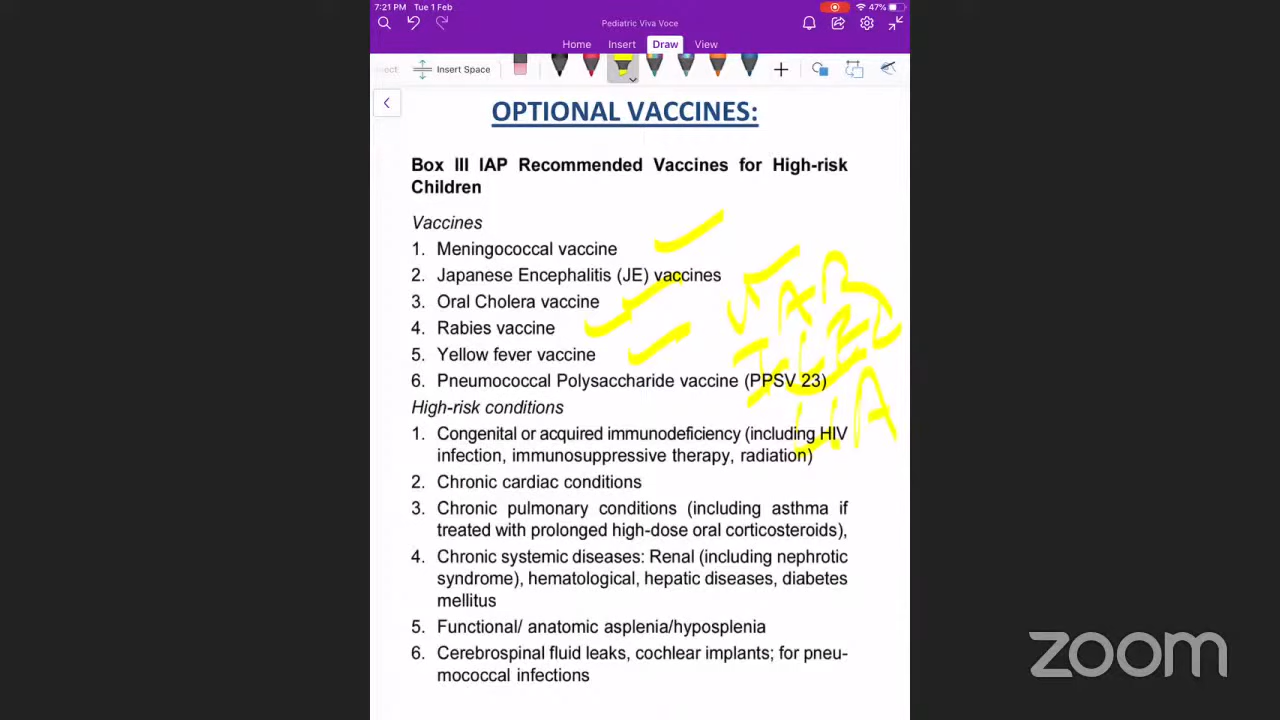 7:21 PM Tue 1 Feb
47%
Pediatric Viva Voce
Home Insert Draw View
Insert Space
OPTIONAL VACCINES:
Box III IAP Recommended Vaccines for High-risk
Children
Vaccines
1. Meningococcal vaccine
2. Japanese Encephalitis (JE) vaccines
3. Oral Cholera vaccine
4. Rabies vaccine
5. Yellow fever vaccine
6. Pneumococcal Polysaccharide vaccine (PPSV 23)
High-risk conditions
1. Congenital or acquired immunodeficiency (including HIV
infection, immunosuppressive therapy, radiation)
2. Chronic cardiac conditions
3. Chronic pulmonary conditions (including asthma if
treated with prolonged high-dose oral corticosteroids),
4. Chronic systemic diseases: Renal (including nephrotic
syndrome), hematological, hepatic diseases, diabetes
mellitus
5. Functional/ anatomic asplenia/hyposplenia
6. Cerebrospinal fluid leaks, cochlear implants; for pneu-
mococcal infections
zoom